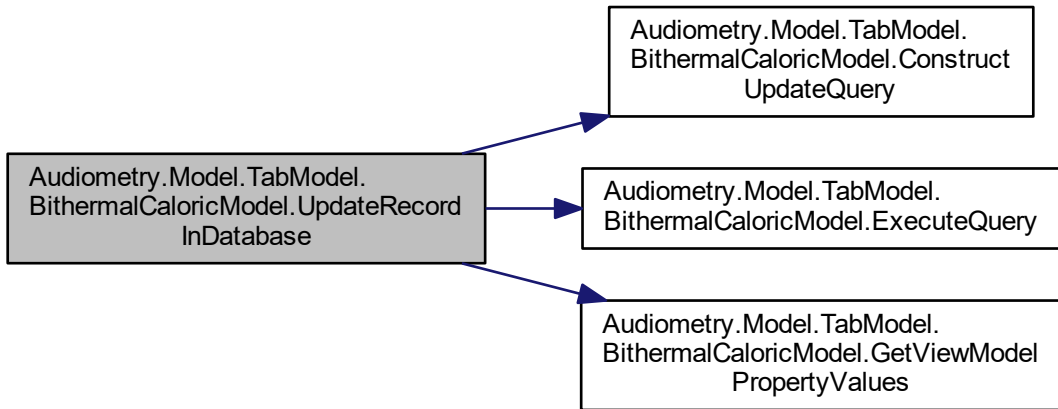 Audiometry.Model.TabModel.
BithermalCaloricModel.UpdateRecord
InDatabase
Audiometry.Model.TabModel.
BithermalCaloricModel.Construct
UpdateQuery
Audiometry.Model.TabModel.
BithermalCaloricModel.ExecuteQuery
Audiometry.Model.TabModel.
BithermalCaloricModel.GetViewModel
PropertyValues